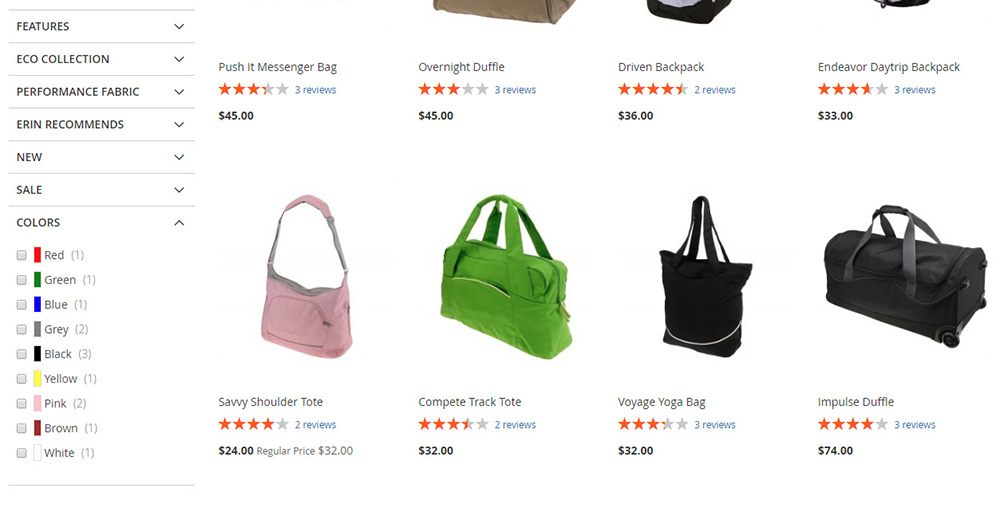 FEATURES
ECO COLLECTION
PERFORMANCE FABRIC
ERIN RECOMMENDS
NEW
SALE
COLORS
Red (1)
Green (1)
Blue (1)
Grey (2)
Black (3)
Yellow (1)
Pink (2)
Brown (1)
White (1)
Push It Messenger Bag
3 reviews
$45.00
Overnight Duffle
3 reviews
$45.00
Driven Backpack
2 reviews
$36.00
Endeavor Daytrip Backpack
3 reviews
$33.00
Savvy Shoulder Tote
2 reviews
$24.00 Regular Price $32.00
Compete Track Tote
2 reviews
$32.00
Voyage Yoga Bag
3 reviews
$32.00
Impulse Duffle
3 reviews
$74.00